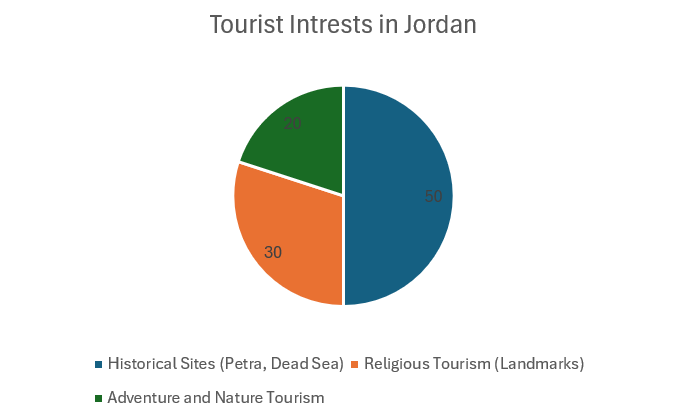 Tourist Intrests in Jordan
20
50
30
Historical Sites (Petra, Dead Sea) Religious Tourism (Landmarks)
Adventure and Nature Tourism